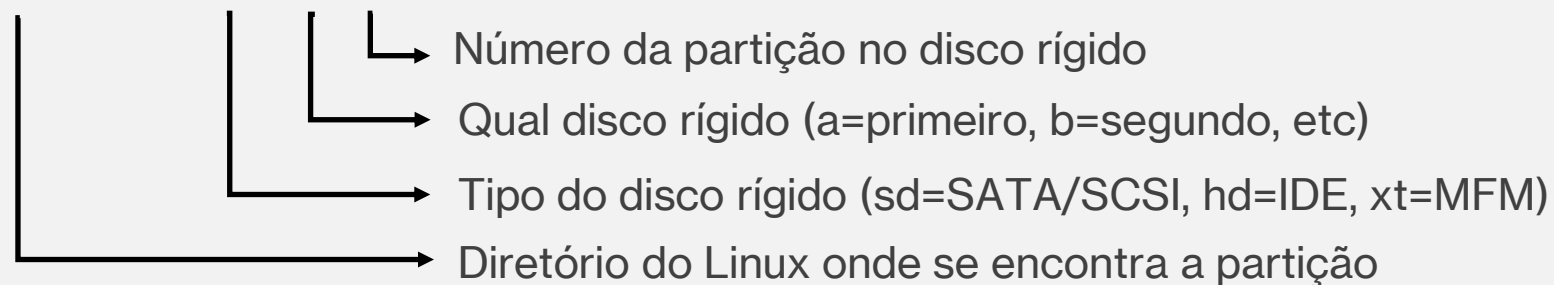 Número da partição no disco rígido
Qual disco rígido (a=primeiro, b=segundo, etc)
Tipo do disco rígido (sd=SATA/SCSI, hd=IDE, xt=MFM)
Diretório do Linux onde se encontra a partição